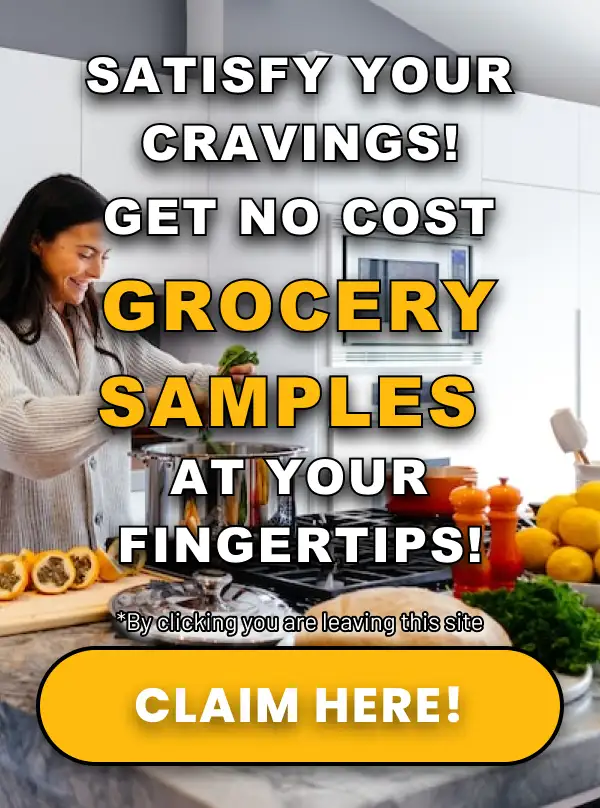 SATISFY YOUR
CRAVINGS!
GET NO COST
GROCERY
SAMPLES
AT YOUR
FINGERTIPS!
*By clicking you are leaving this site
CLAIM HERE!